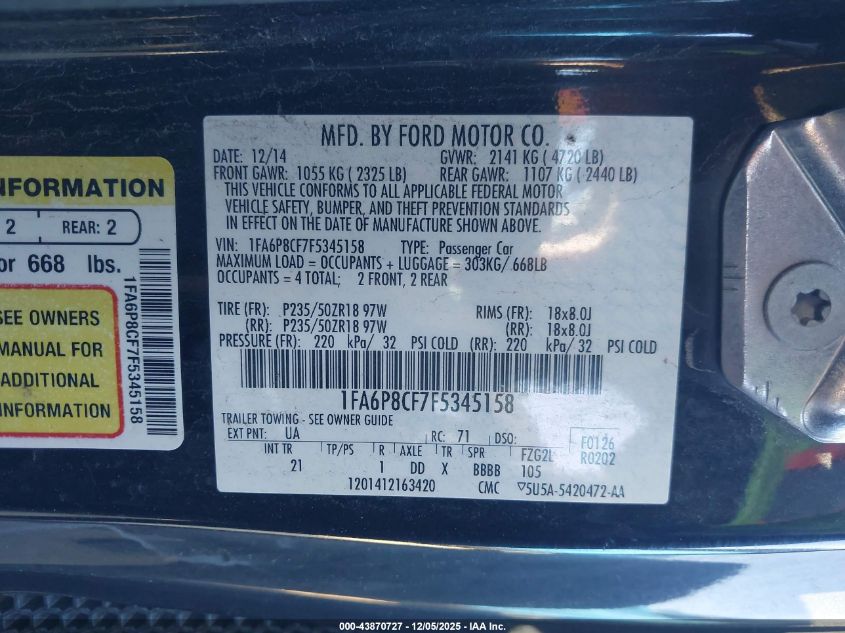 NFORMATION
2
REAR: 2
or 668 lbs.
SEE OWNERS
MANUAL FOR
ADDITIONAL
INFORMATION
1FA6P8CF7F5345158
MFD. BY FORD MOTOR CO.
DATE: 12/14 GVWR: 2141 KG ( 4720 LB)
FRONT GAWR: 1055 KG ( 2325 LB) REAR GAWR: 1107 KG ( 2440 LB)
THIS VEHICLE CONFORMS TO ALL APPLICABLE FEDERAL MOTOR
VEHICLE SAFETY, BUMPER, AND THEFT PREVENTION STANDARDS
IN EFFECT ON THE DATE OF MANUFACTURE SHOWN ABOVE.
VIN: 1FA6P8CF7F5345158 TYPE: Passenger Car
MAXIMUM LOAD = OCCUPANTS + LUGGAGE = 303KG/ 668LB
OCCUPANTS = 4 TOTAL; 2 FRONT, 2 REAR
TIRE (FR): P235/50ZR18 97W RIMS (FR): 18x8.0J
(RR): P235/50ZR18 97W (RR): 18x8.0J
PRESSURE (FR): 220 kPa/ 32 PSI COLD (RR): 220 kPa/ 32 PSI COLD
1FA6P8CF7F5345158
TRAILER TOWING - SEE OWNER GUIDE
EXT PNT: UA RC: 71 DSO: F0126
INT TR TP/PS R AXLE TR SPR FZG2L R0202
21 1 DD X BBBB 105
1201412163420 CMC ▽5U5A-5420472-AA
000-43870727 - 12/05/2025 - IAA Inc.